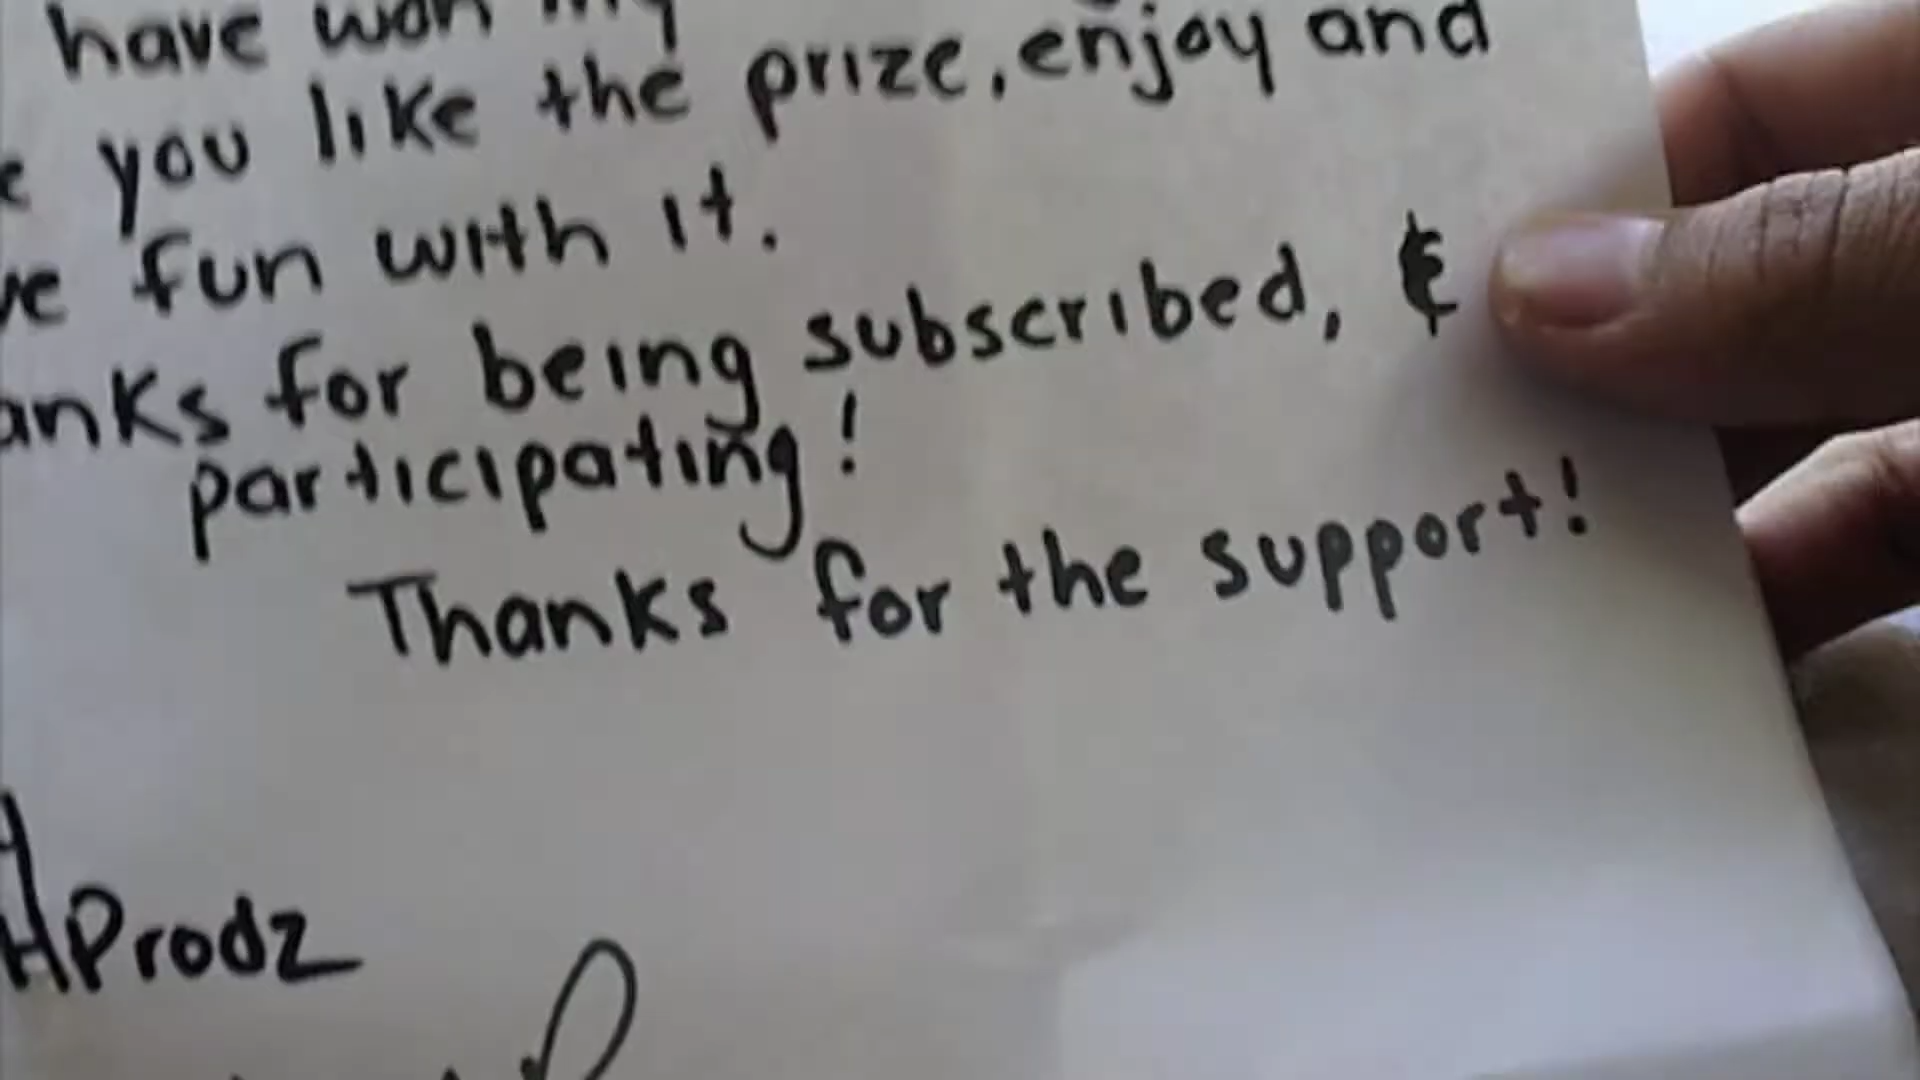 have won my
you like the prize, enjoy and
fun with it.
for being subscribed, &
participating!
Thanks for the support!
HProdz